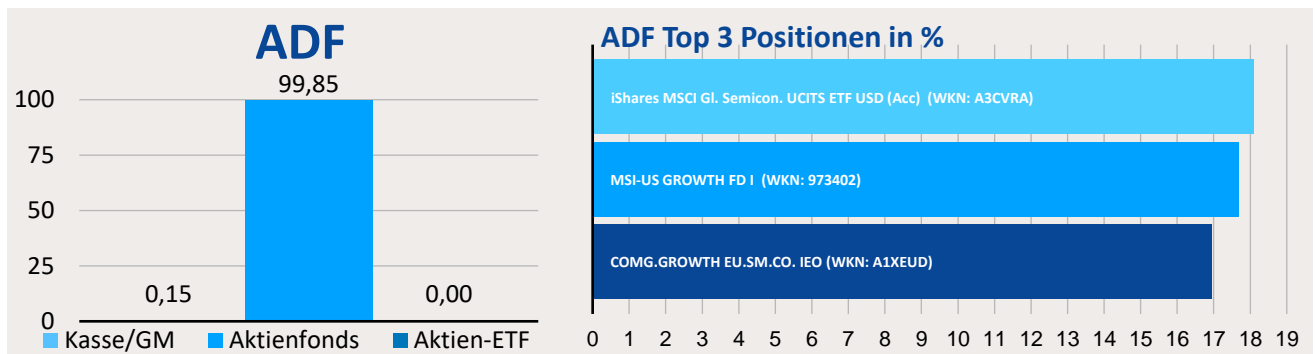 ADF
99,85
100
75
50
25
0
0,15
0,00
Kasse/GM Aktienfonds Aktien-ETF
ADF Top 3 Positionen in %
iShares MSCI Gl. Semicon. UCITS ETF USD (Acc) (WKN: A3CVRA)
MSI-US GROWTH FD I (WKN: 973402)
COMG.GROWTH EU.SM.CO. IEO (WKN: A1XEUD)
0 1 2 3 4 5 6 7 8 9 10 11 12 13 14 15 16 17 18 19